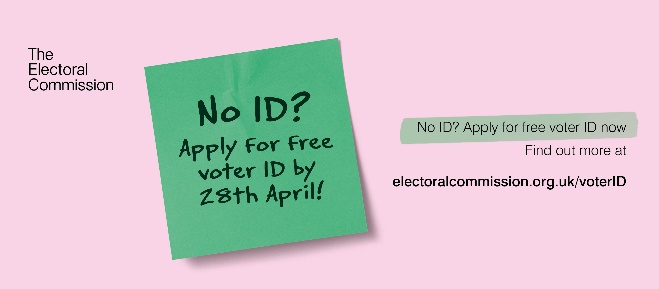 The
Electoral
Commission
No ID?
Apply for free
voter ID by
28th April!
No ID? Apply for free voter ID now
Find out more at
electoralcommission.org.uk/voterID